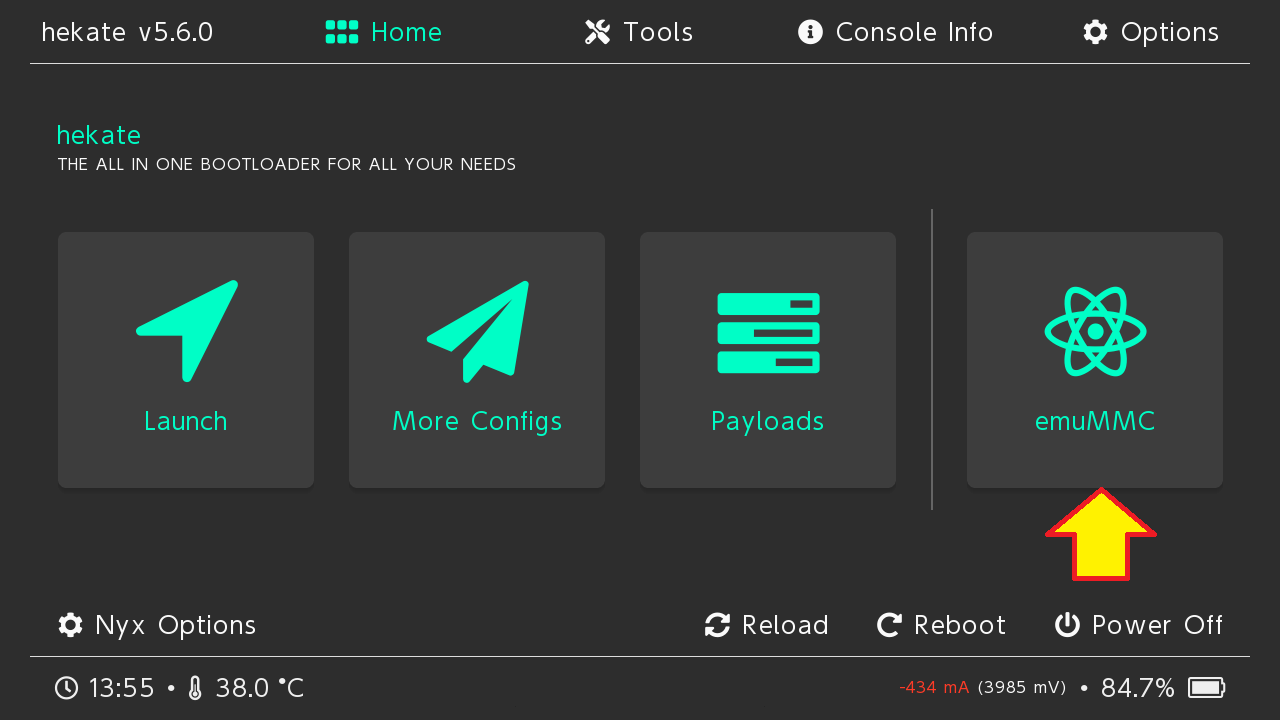 hekate v5.6.0 Home Tools Console Info Options
hekate
THE ALL IN ONE BOOTLOADER FOR ALL YOUR NEEDS
Launch More Configs Payloads emuMMC
Nyx Options Reload Reboot Power Off
13:55 • 38.0 °C -434 mA (3985 mV) • 84.7%